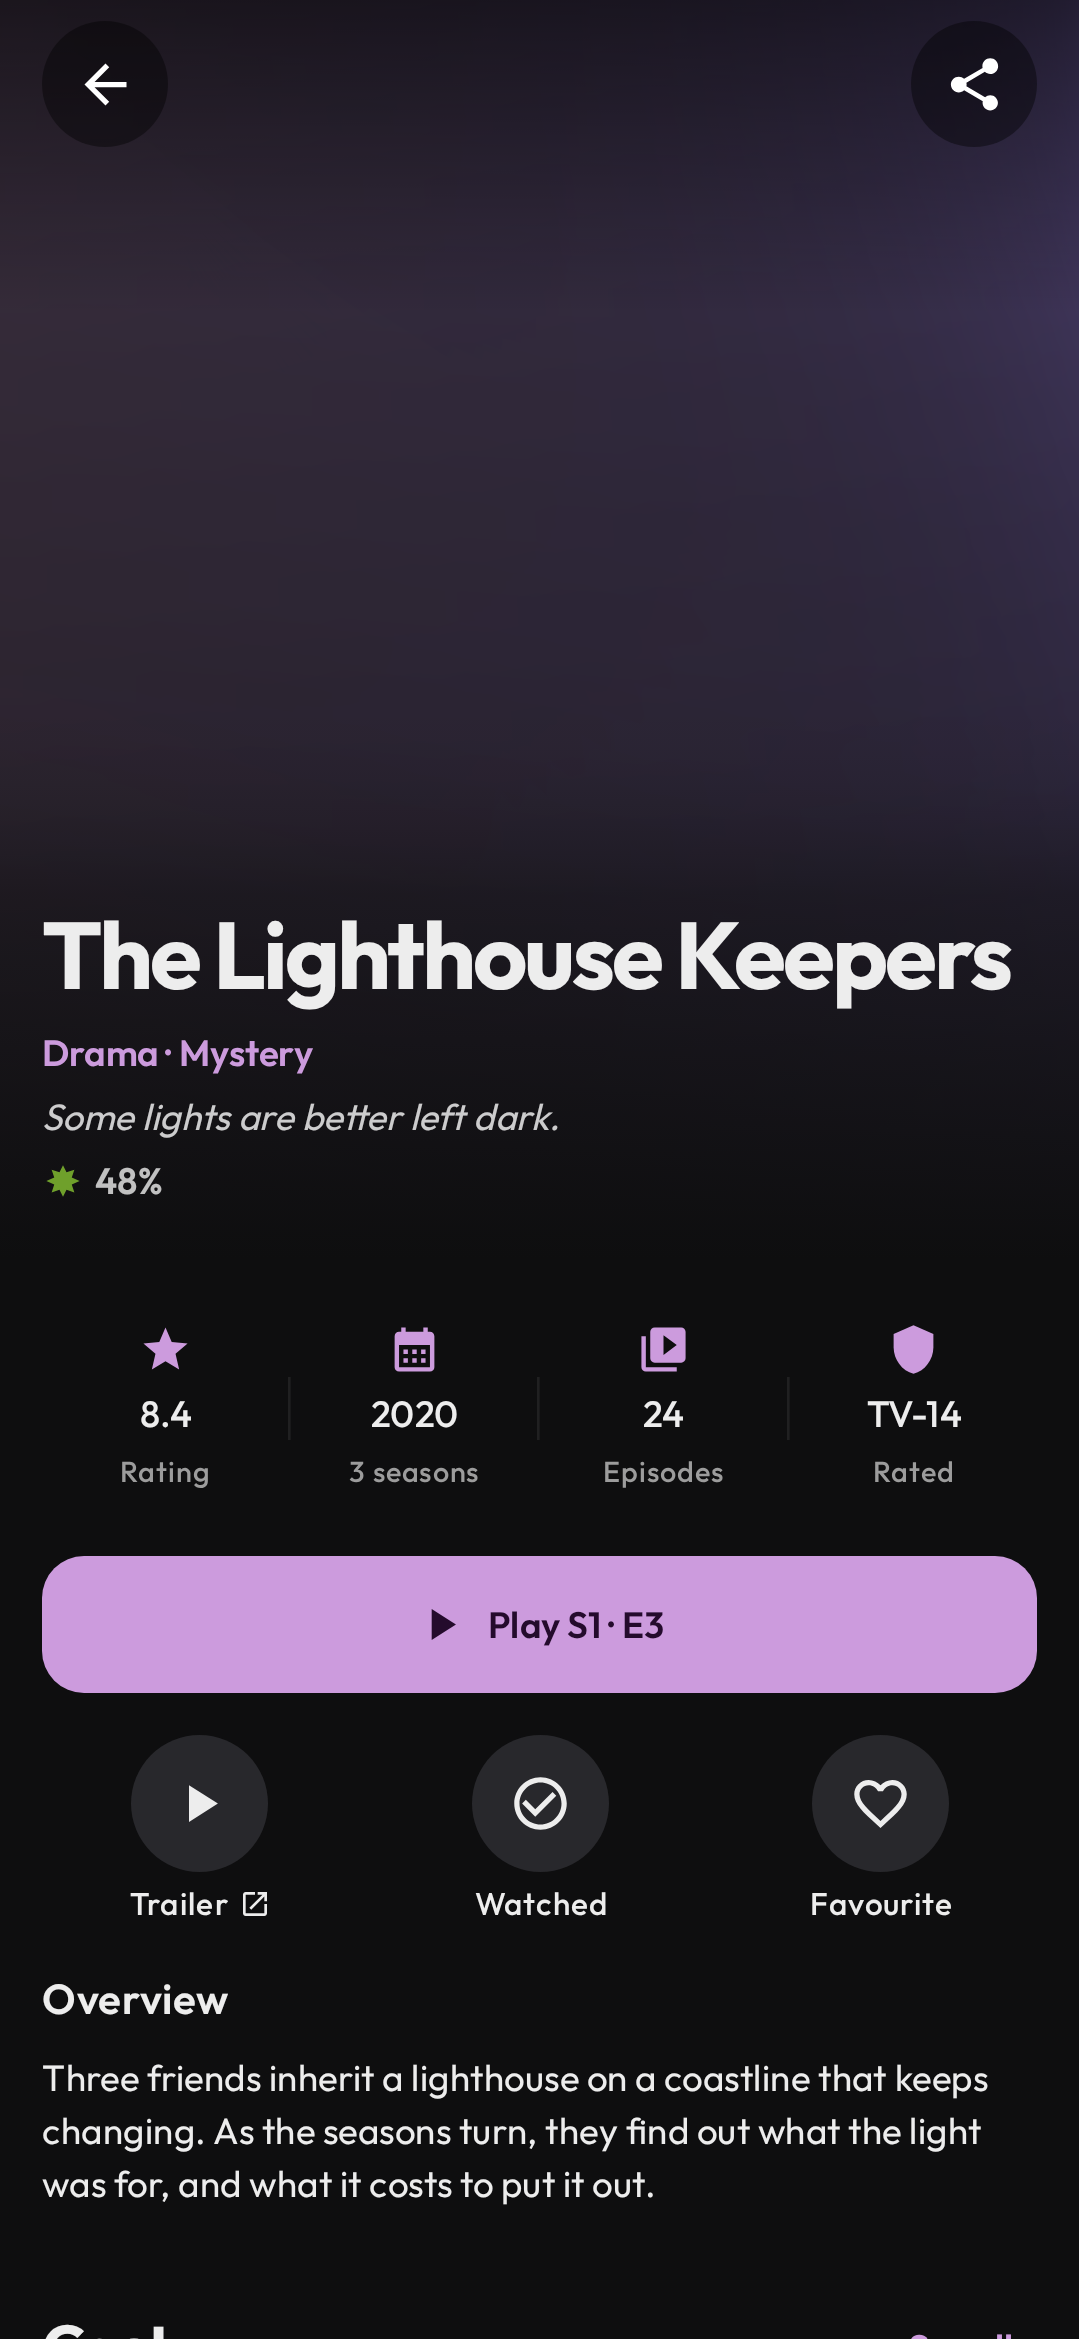 The Lighthouse Keepers
Drama · Mystery
Some lights are better left dark.
48%
8.4
2020
24
TV-14
Rating
3 seasons
Episodes
Rated
Play S1 · E3
Trailer
Watched
Favourite
Overview
Three friends inherit a lighthouse on a coastline that keeps
changing. As the seasons turn, they find out what the light
was for, and what it costs to put it out.